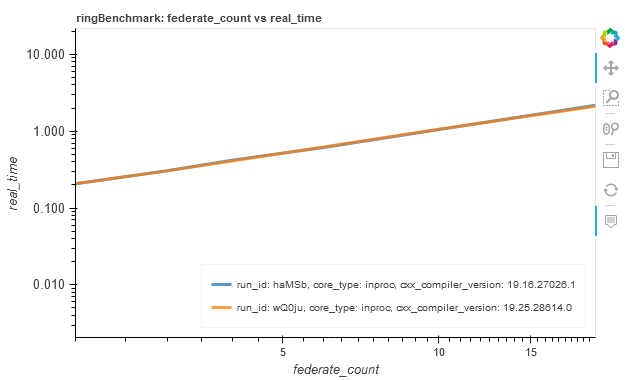 ringBenchmark: federate_count vs real_time
10.000
1.000
0.100
0.010
real_time
run_id: haMSb, core_type: inproc, cxx_compiler_version: 19.16.27026.1
run_id: wQ0ju, core_type: inproc, cxx_compiler_version: 19.25.28614.0
5
10
15
federate_count